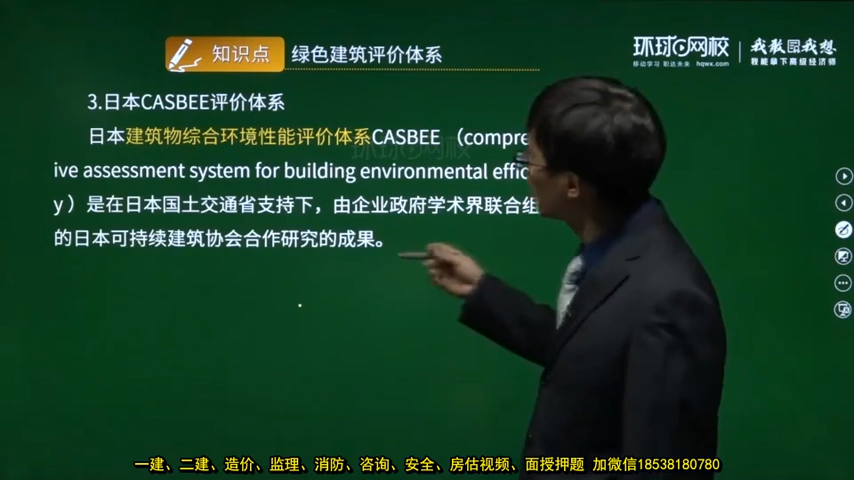 知识点 绿色建筑评价体系
环球网校 我敢因我想
移动学习 职达未来 hqwx.com 我能拿下高级经济师
3.日本CASBEE评价体系
日本建筑物综合环境性能评价体系CASBEE （compre
ive assessment system for building environmental effic
y ）是在日本国土交通省支持下，由企业政府学术界联合组
的日本可持续建筑协会合作研究的成果。
环球网校
一建、二建、造价、监理、消防、咨询、安全、房估视频、面授押题 加微信18538180780